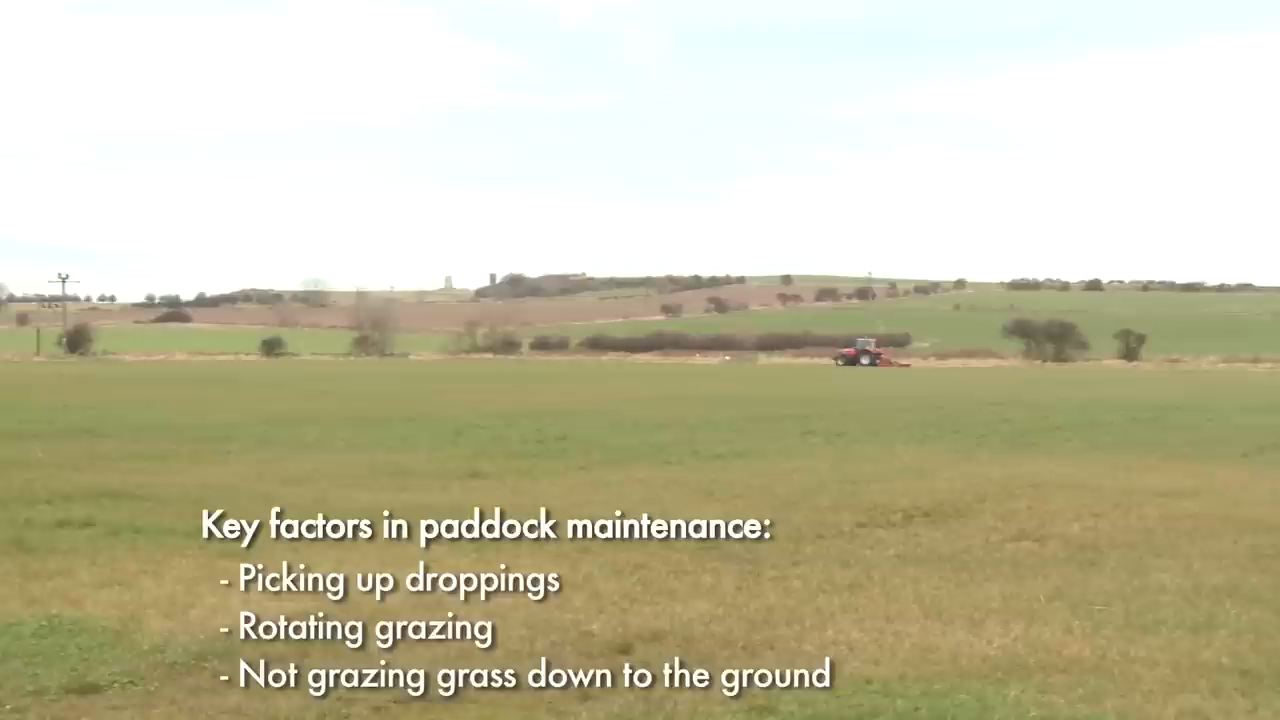 Key factors in paddock maintenance:
- Picking up droppings
- Rotating grazing
- Not grazing grass down to the ground